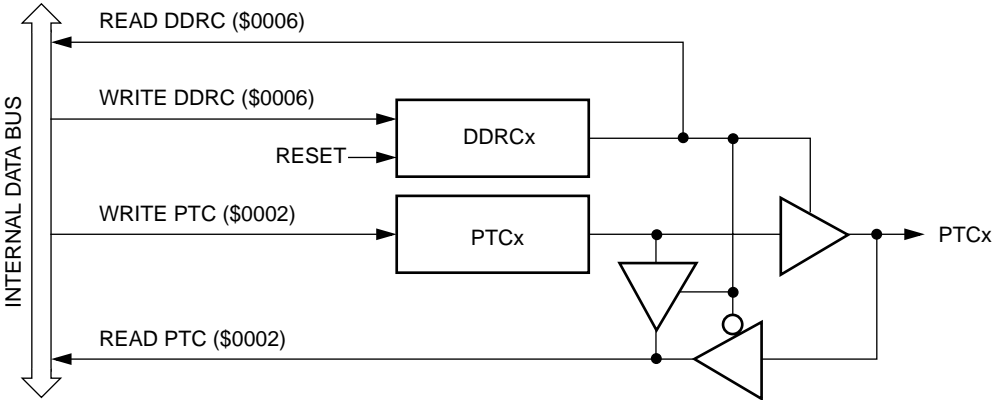 READ DDRC ($0006)
WRITE DDRC ($0006)
DDRCx
RESET
INTERNAL DATA BUS
WRITE PTC ($0002)
PTCx
PTCx
READ PTC ($0002)